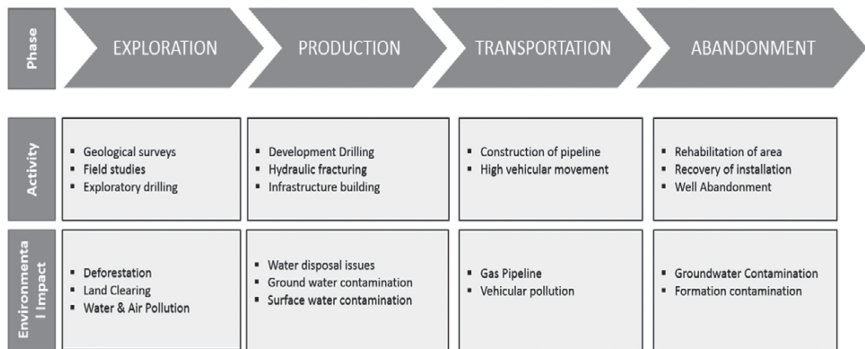 Phase
EXPLORATION
PRODUCTION
TRANSPORTATION
ABANDONMENT
Activity
▪ Geological surveys
▪ Field studies
▪ Exploratory drilling
▪ Development Drilling
▪ Hydraulic fracturing
▪ Infrastructure building
▪ Construction of pipeline
▪ High vehicular movement
▪ Rehabilitation of area
▪ Recovery of installation
▪ Well Abandonment
Environmenta
l Impact
▪ Deforestation
▪ Land Clearing
▪ Water & Air Pollution
▪ Water disposal issues
▪ Ground water contamination
▪ Surface water contamination
▪ Gas Pipeline
▪ Vehicular pollution
▪ Groundwater Contamination
▪ Formation contamination